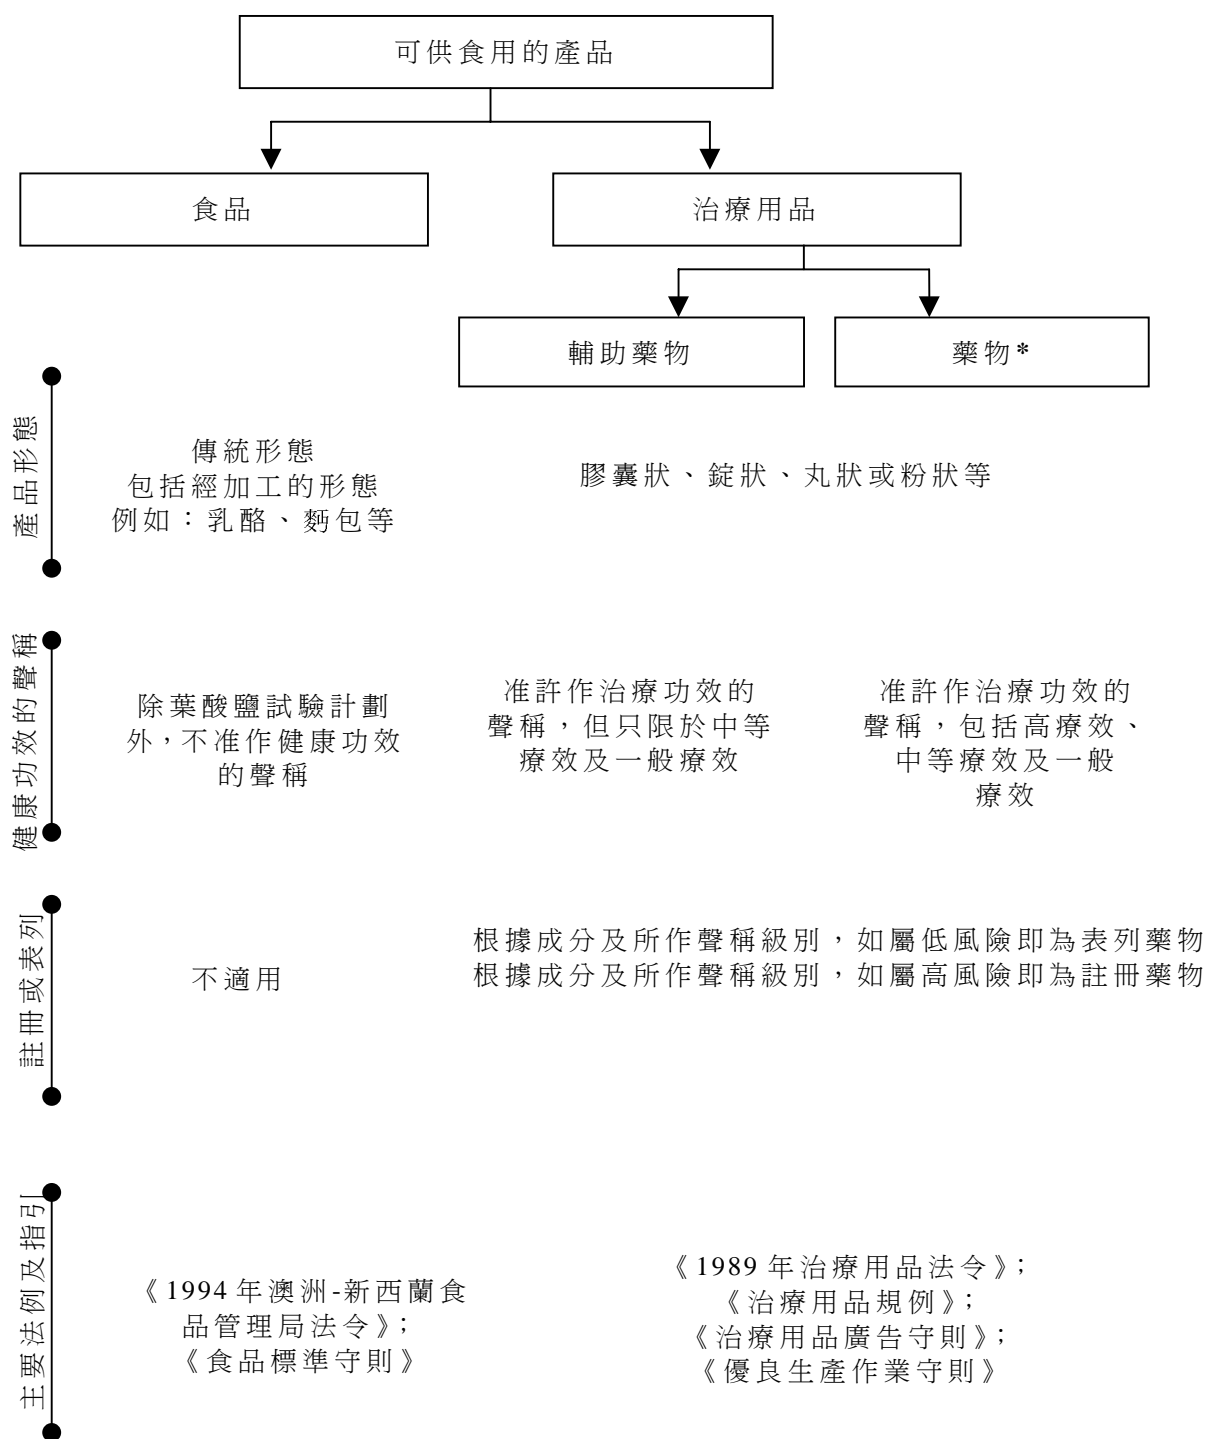 可供食用的產品
食品
治療用品
輔助藥物
藥物*
產品形態
傳統形態
包括經加工的形態
例如：乳酪、麪包等
膠囊狀、錠狀、丸狀或粉狀等
健康功效的聲稱
除葉酸鹽試驗計劃
外，不准作健康功效
的聲稱
准許作治療功效的
聲稱，但只限於中等
療效及一般療效
准許作治療功效的
聲稱，包括高療效、
中等療效及一般
療效
註冊或表列
不適用
根據成分及所作聲稱級別，如屬低風險即為表列藥物
根據成分及所作聲稱級別，如屬高風險即為註冊藥物
主要法例及指引
《1994年澳洲-新西蘭食
品管理局法令》；
《食品標準守則》
《1989年治療用品法令》；
《治療用品規例》；
《治療用品廣告守則》；
《優良生產作業守則》